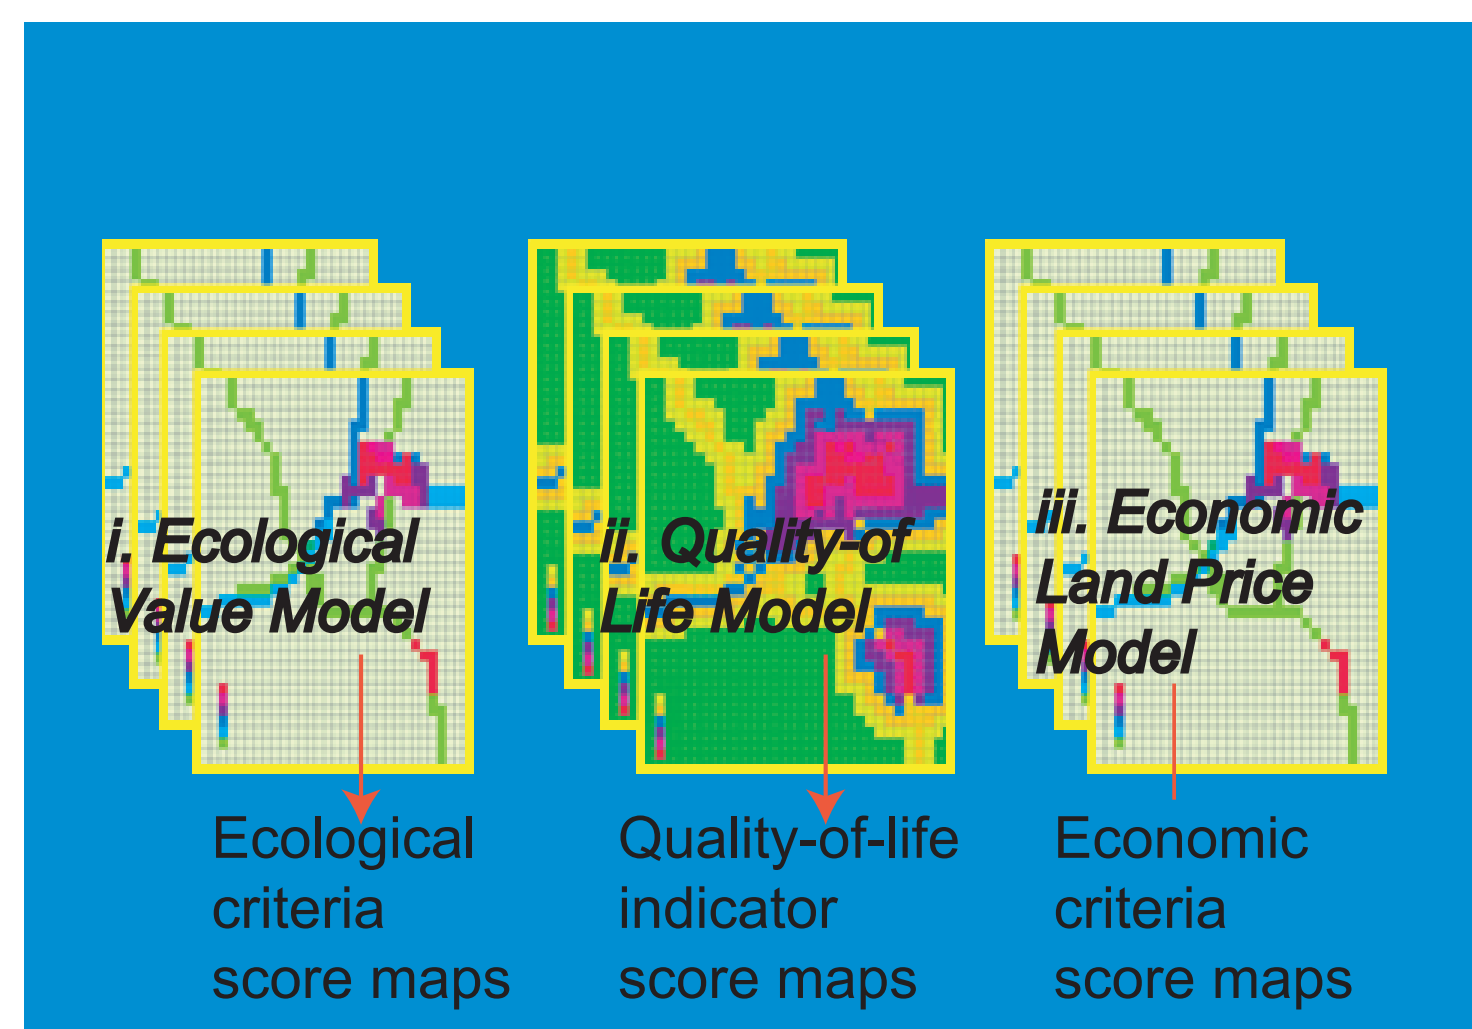 i. Ecological
Value Model
ii. Quality-of
Life Model
iii. Economic
Land Price
Model
Ecological
criteria
score maps
Quality-of-life
indicator
score maps
Economic
criteria
score maps